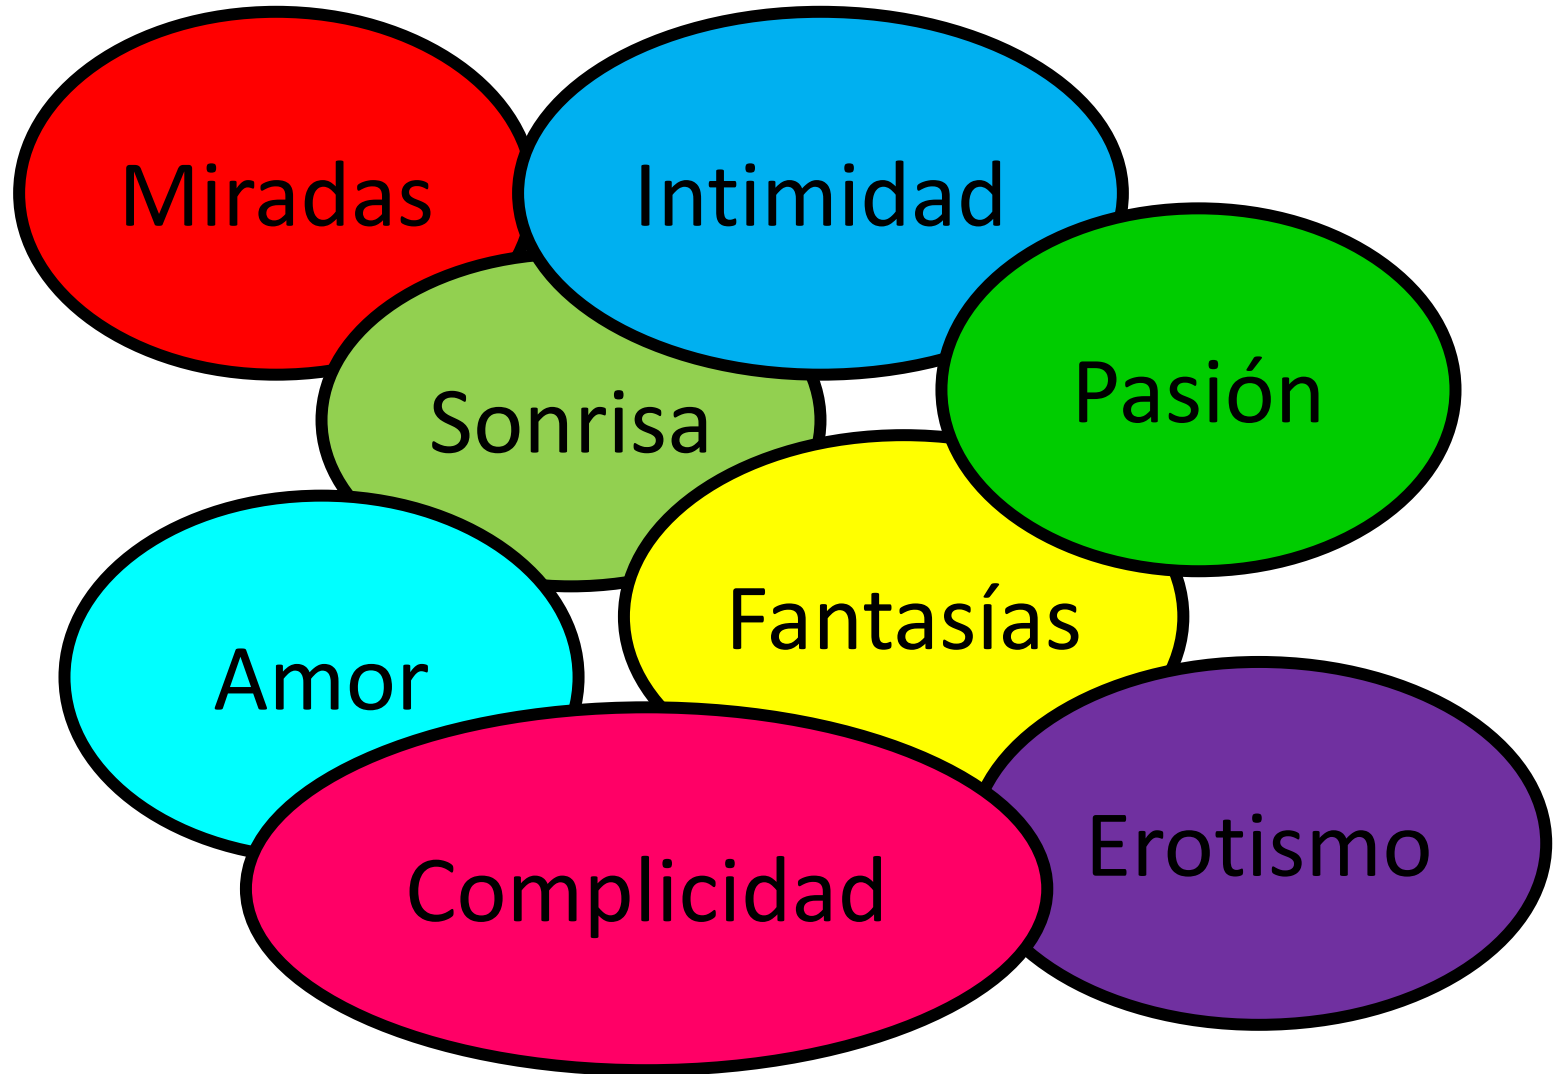 Miradas
Intimidad
Pasión
Sonrisa
Fantasías
Amor
Erotismo
Complicidad